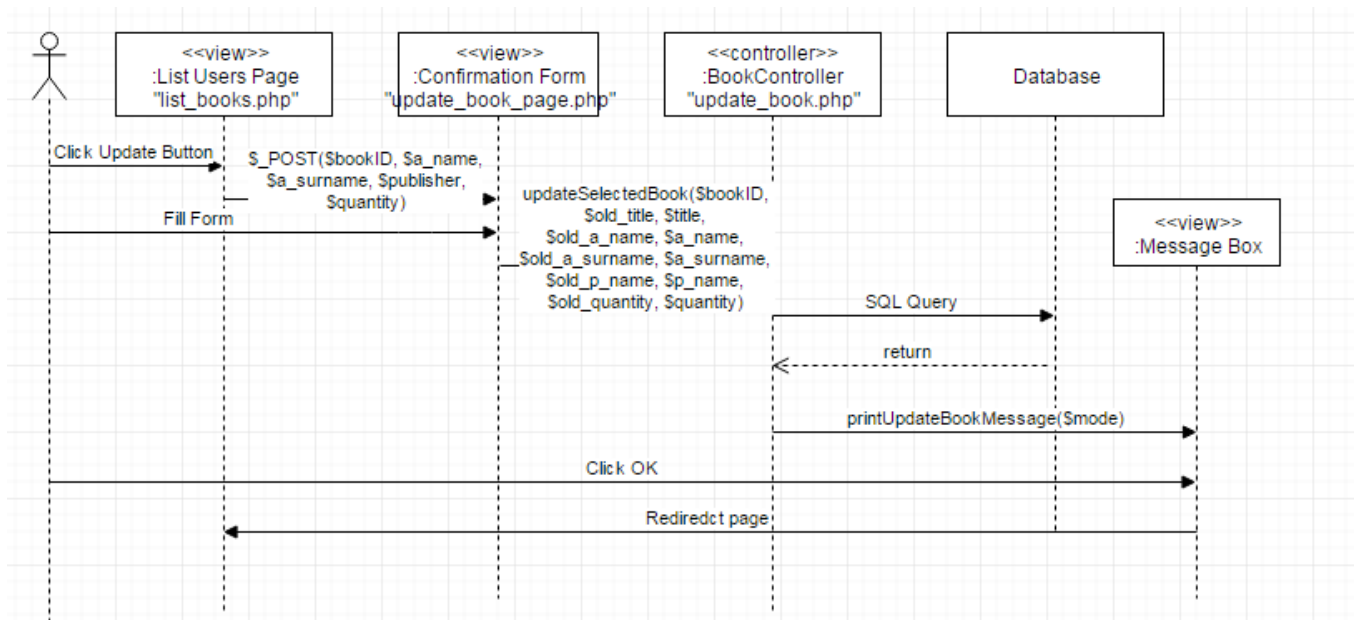 <<view>>
:List Users Page
"list_books.php"
<<view>>
:Confirmation Form
"update_book_page.php"
<<controller>>
:BookController
"update_book.php"
Database
Click Update Button
$_POST($bookID, $a_name,
$a_surname, $publisher,
$quantity)
Fill Form
updateSelectedBook($bookID,
$old_title, $title,
$old_a_name, $a_name,
$old_a_surname, $a_surname,
$old_p_name, $p_name,
$old_quantity, $quantity)
<<view>>
:Message Box
SQL Query
return
printUpdateBookMessage($mode)
Click OK
Rediredct page